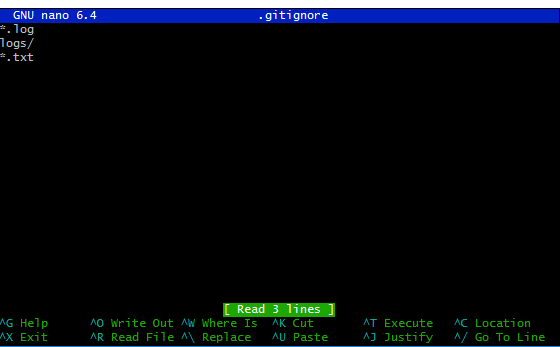 GNU nano 6.4 .gitignore
*.log
logs/
*.txt
[ Read 3 lines ]
^G Help ^O Write Out ^W Where Is ^K Cut ^T Execute ^C Location
^X Exit ^R Read File ^\ Replace ^U Paste ^J Justify ^/ Go To Line